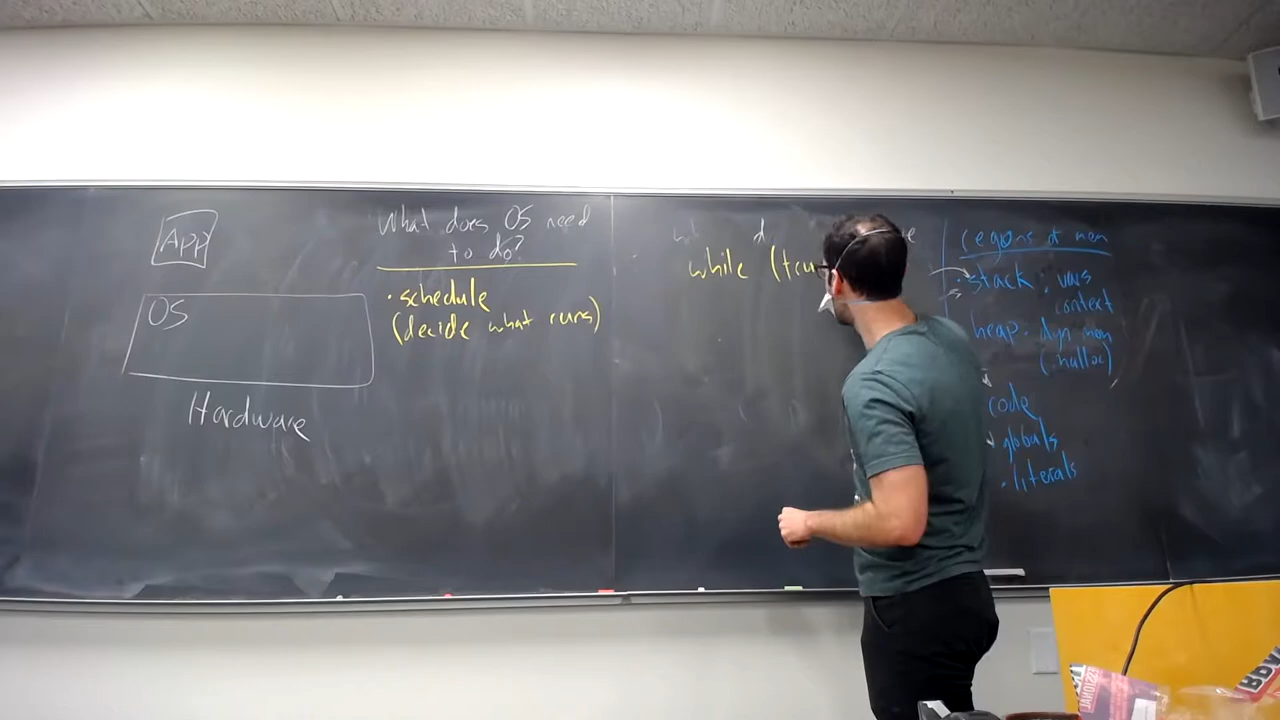 App
OS
Hardware
What does OS need
to do?
· schedule
(decide what runs)
while (tru
regions of mem
· stack · vars
context
heap · dyn mem
(malloc)
code
globals
· literals